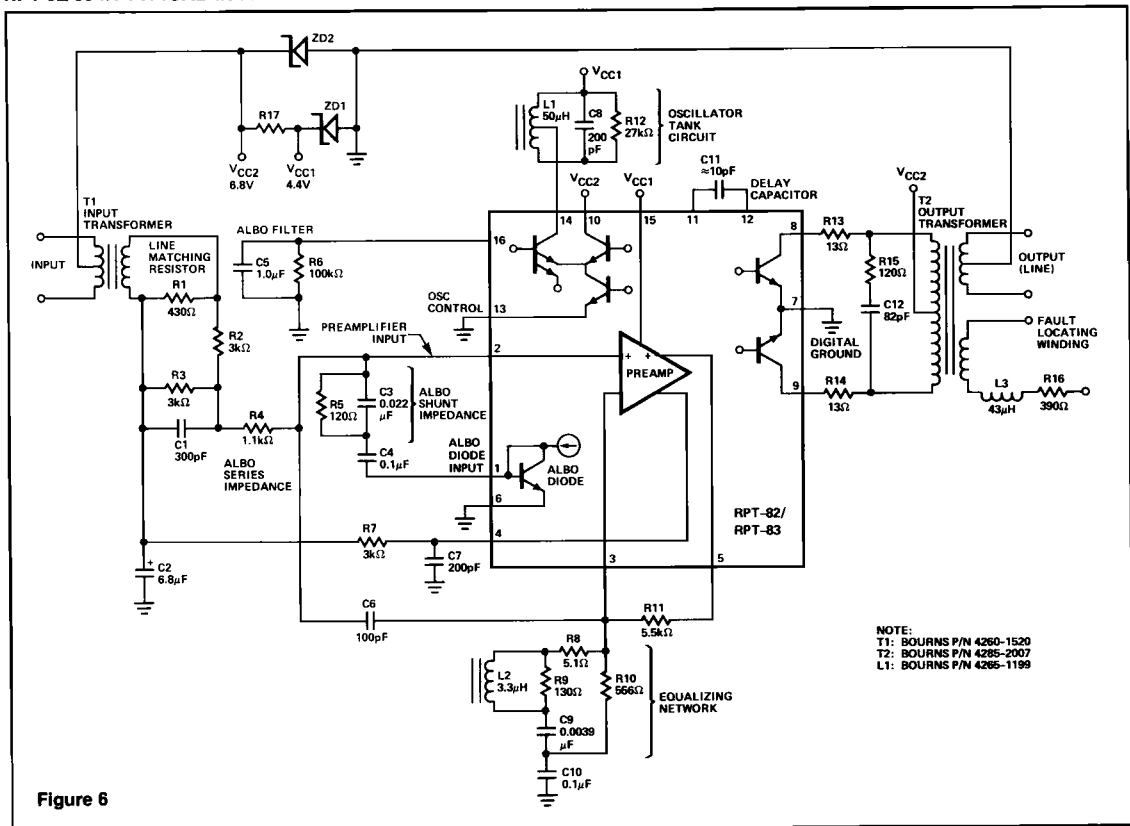 ZD2
ZD1
R17
VCC2
6.8V
VCC1
4.4V
T1
INPUT
TRANSFORMER
INPUT
LINE
MATCHING
RESISTOR
R1
430Ω
R2
3kΩ
R3
3kΩ
C1
300pF
R4
1.1kΩ
ALBO
SERIES
IMPEDANCE
C2
6.8μF
+
ALBO FILTER
C5
1.0μF
R6
100kΩ
OSC
CONTROL
PREAMPLIFIER
INPUT
R5
120Ω
C3
0.022
μF
ALBO
SHUNT
IMPEDANCE
C4
0.1μF
ALBO
DIODE
INPUT
ALBO
DIODE
R7
3kΩ
C7
200pF
C6
100pF
VCC1
L1
50μH
C8
200
pF
R12
27kΩ
OSCILLATOR
TANK
CIRCUIT
VCC2
VCC1
C11
≈10pF
DELAY
CAPACITOR
14
10
15
11
12
16
13
2
1
6
4
3
5
8
7
9
+
+
−
PREAMP
RPT-82/
RPT-83
DIGITAL
GROUND
R13
13Ω
R14
13Ω
R15
120Ω
C12
82pF
VCC2
T2
OUTPUT
TRANSFORMER
OUTPUT
(LINE)
FAULT
LOCATING
WINDING
L3
43μH
R16
390Ω
R11
5.5kΩ
R8
5.1Ω
L2
3.3μH
R9
130Ω
R10
556Ω
C9
0.0039
μF
C10
0.1μF
EQUALIZING
NETWORK
NOTE:
T1: BOURNS P/N 4260-1520
T2: BOURNS P/N 4285-2007
L1: BOURNS P/N 4265-1199
Figure 6